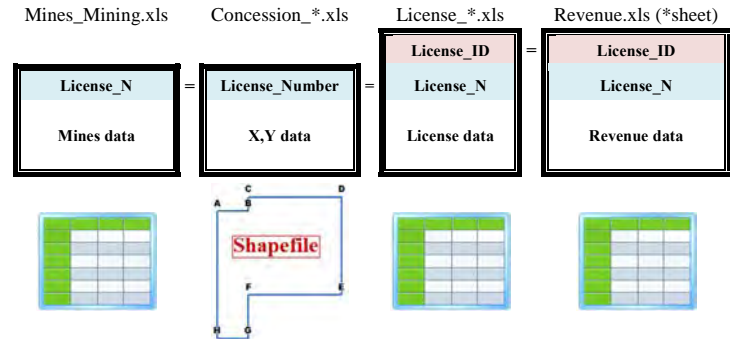 Mines_Mining.xls Concession_*.xls License_*.xls Revenue.xls (*sheet)
License_ID = License_ID
License_N = License_Number = License_N License_N
Mines data X,Y data License data Revenue data
C D
A B
Shapefile
F E
H G